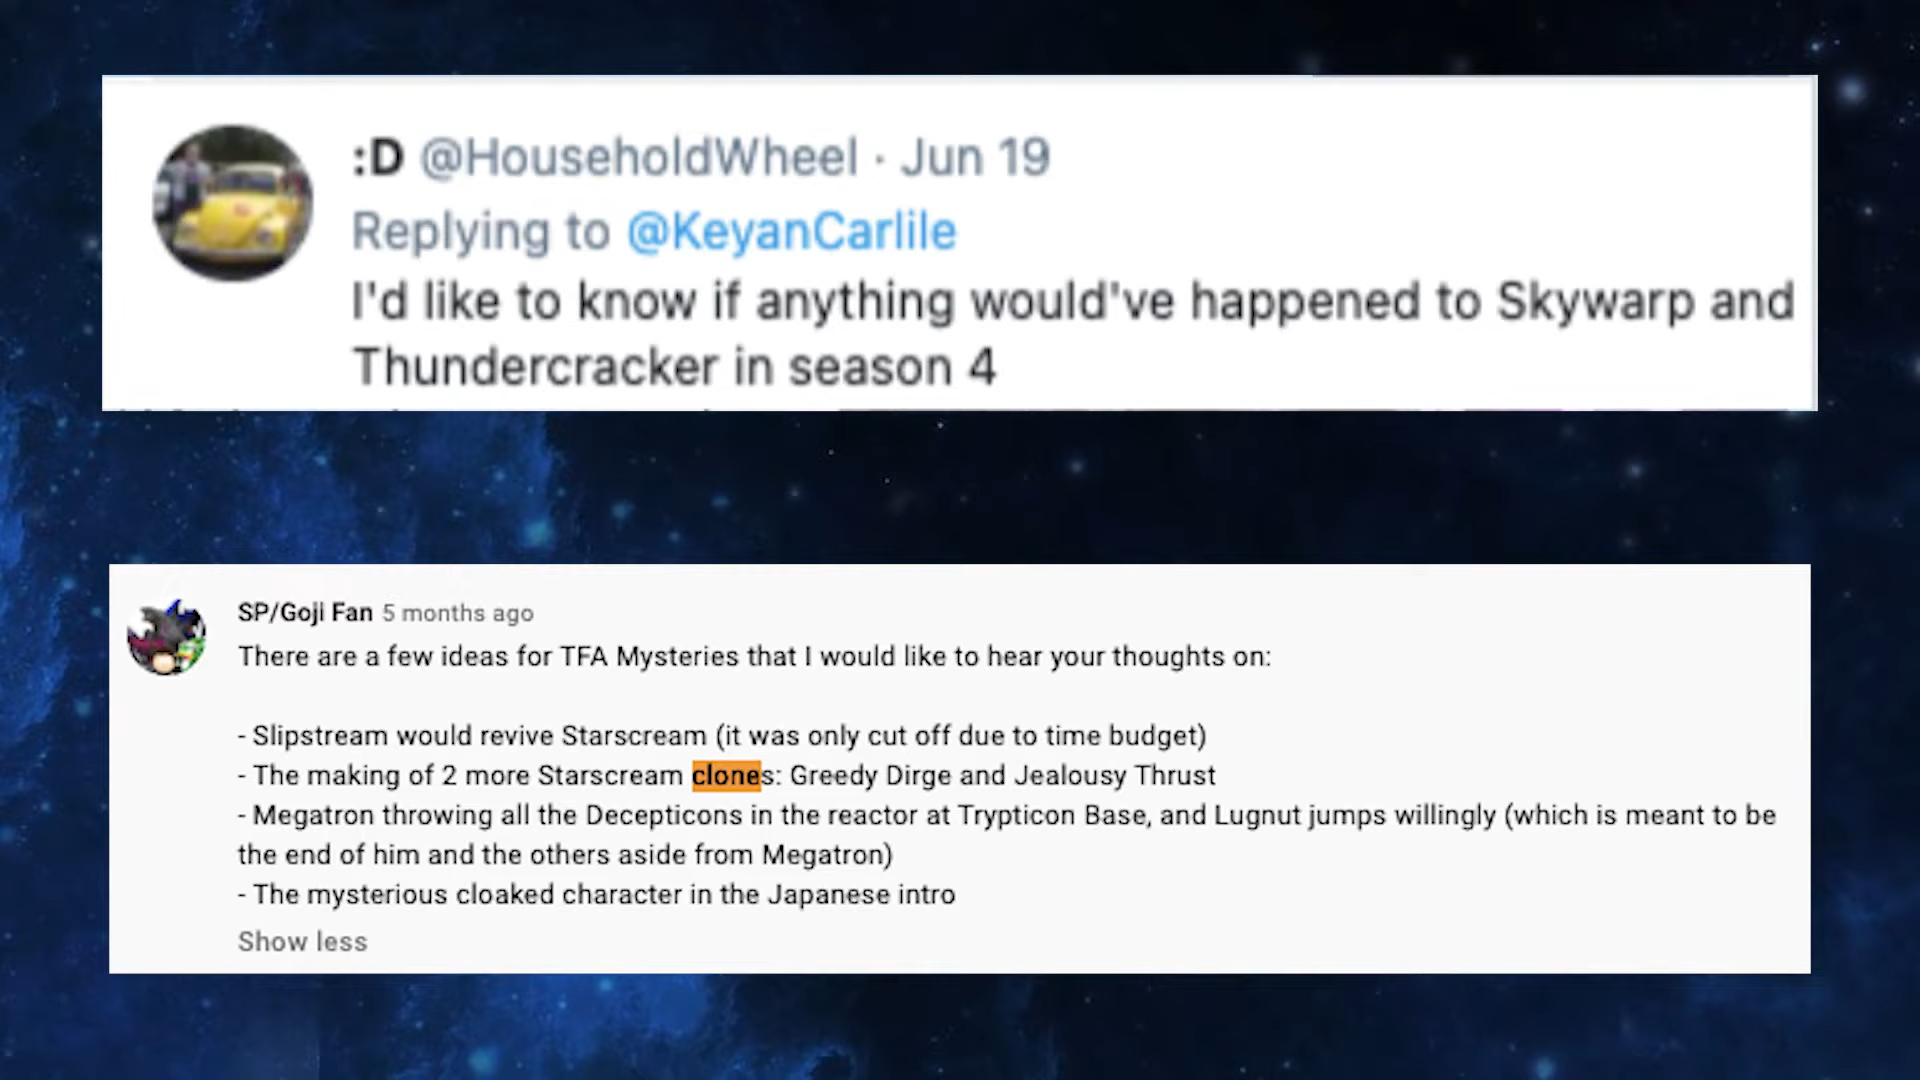 :D @HouseholdWheel · Jun 19
Replying to @KeyanCarlile
I'd like to know if anything would've happened to Skywarp and
Thundercracker in season 4
SP/Goji Fan 5 months ago
There are a few ideas for TFA Mysteries that I would like to hear your thoughts on:
- Slipstream would revive Starscream (it was only cut off due to time budget)
- The making of 2 more Starscream clones: Greedy Dirge and Jealousy Thrust
- Megatron throwing all the Decepticons in the reactor at Trypticon Base, and Lugnut jumps willingly (which is meant to be
the end of him and the others aside from Megatron)
- The mysterious cloaked character in the Japanese intro
Show less